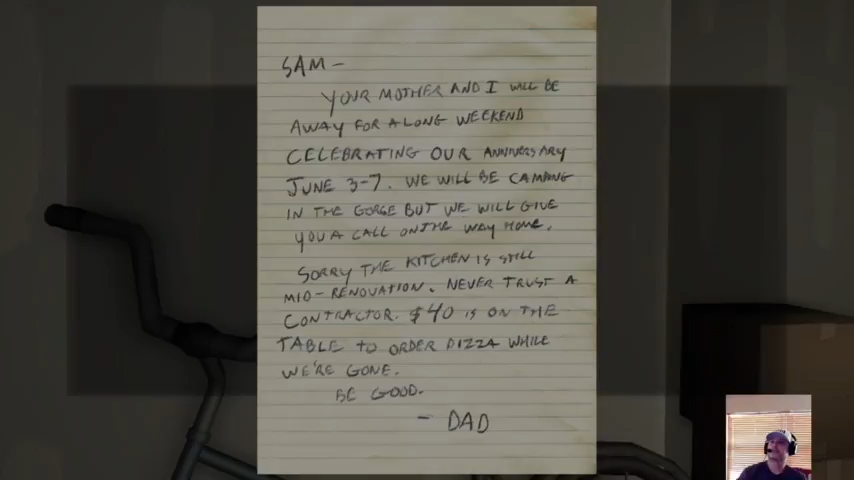 SAM -
YOUR MOTHER AND I WILL BE
AWAY FOR A LONG WEEKEND
CELEBRATING OUR ANNIVERSARY
JUNE 3-7. WE WILL BE CAMPING
IN THE GORGE BUT WE WILL GIVE
YOU A CALL ON THE WAY HOME.
SORRY THE KITCHEN IS STILL
MID-RENOVATION. NEVER TRUST A
CONTRACTOR. $40 IS ON THE
TABLE TO ORDER PIZZA WHILE
WE'RE GONE.
BE GOOD.
- DAD